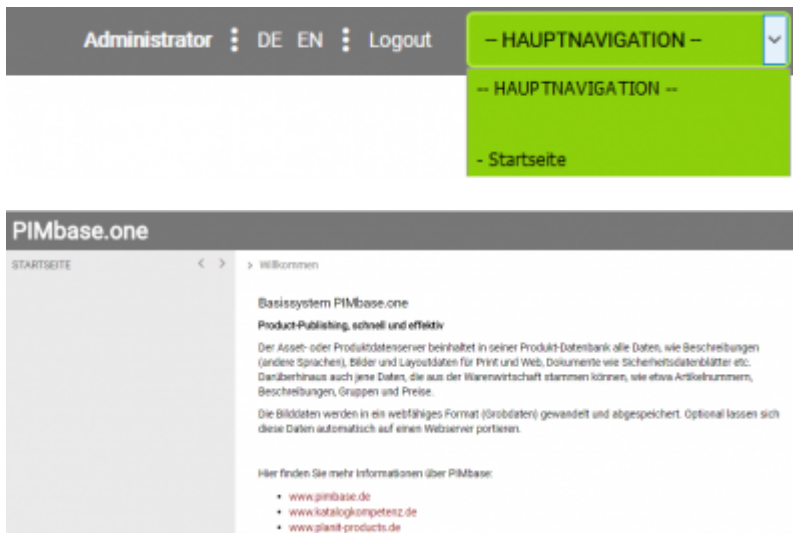 Administrator ⋮ DE EN ⋮ Logout -- HAUPTNAVIGATION --
-- HAUPTNAVIGATION --
- Startseite
PIMbase.one
STARTSEITE < > > Willkommen
Basissystem PIMbase.one
Product-Publishing, schnell und effektiv
Der Asset- oder Produktdatenserver beinhaltet in seiner Produkt-Datenbank alle Daten, wie Beschreibungen
(andere Sprachen), Bilder und Layoutdaten für Print und Web, Dokumente wie Sicherheitsdatenblätter etc.
Darüberhinaus auch jene Daten, die aus der Warenwirtschaft stammen können, wie etwa Artikelnummern,
Beschreibungen, Gruppen und Preise.
Die Bilddaten werden in ein webfähiges Format (Grobdaten) gewandelt und abgespeichert. Optional lassen sich
diese Daten automatisch auf einen Webserver portieren.
Hier finden Sie mehr Informationen über PIMbase:
• www.pimbase.de
• www.katalogkompetenz.de
• www.planit-products.de